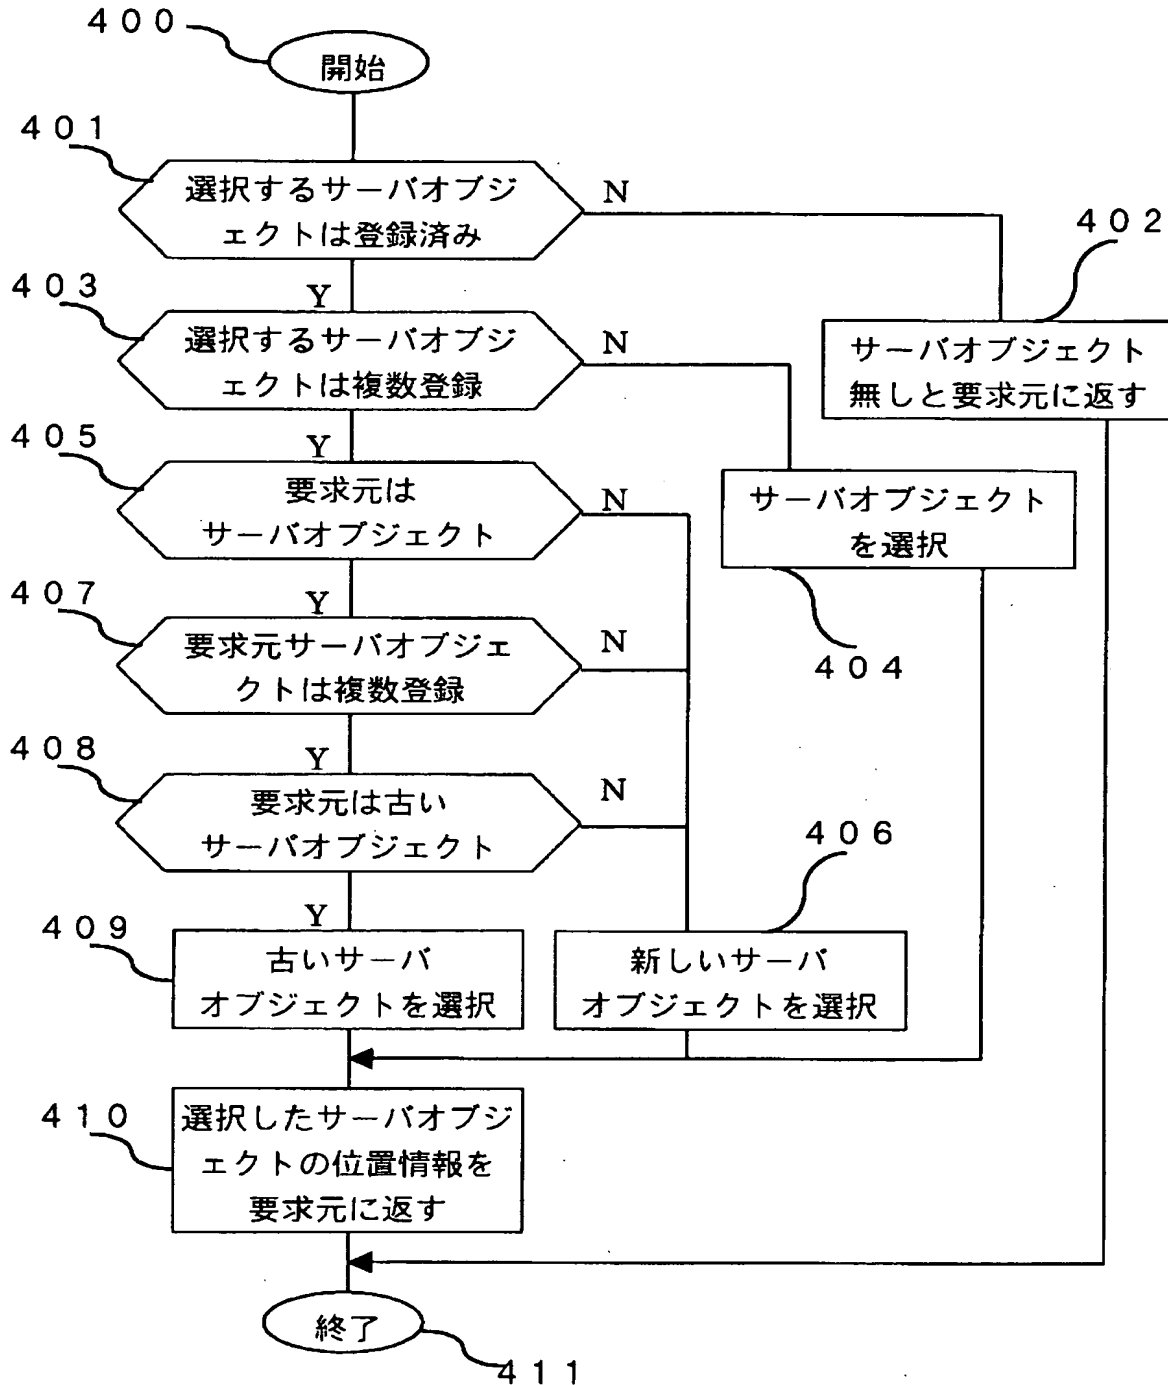 ４００
開始
４０１
選択するサーバオブジ
ェクトは登録済み
N
４０２
Y
４０３
選択するサーバオブジ
ェクトは複数登録
N
サーバオブジェクト
無しと要求元に返す
Y
４０５
要求元は
サーバオブジェクト
N
サーバオブジェクト
を選択
Y
４０７
要求元サーバオブジェ
クトは複数登録
N
４０４
Y
４０８
要求元は古い
サーバオブジェクト
N
４０６
Y
４０９
古いサーバ
オブジェクトを選択
新しいサーバ
オブジェクトを選択
４１０
選択したサーバオブジ
ェクトの位置情報を
要求元に返す
終了
４１１